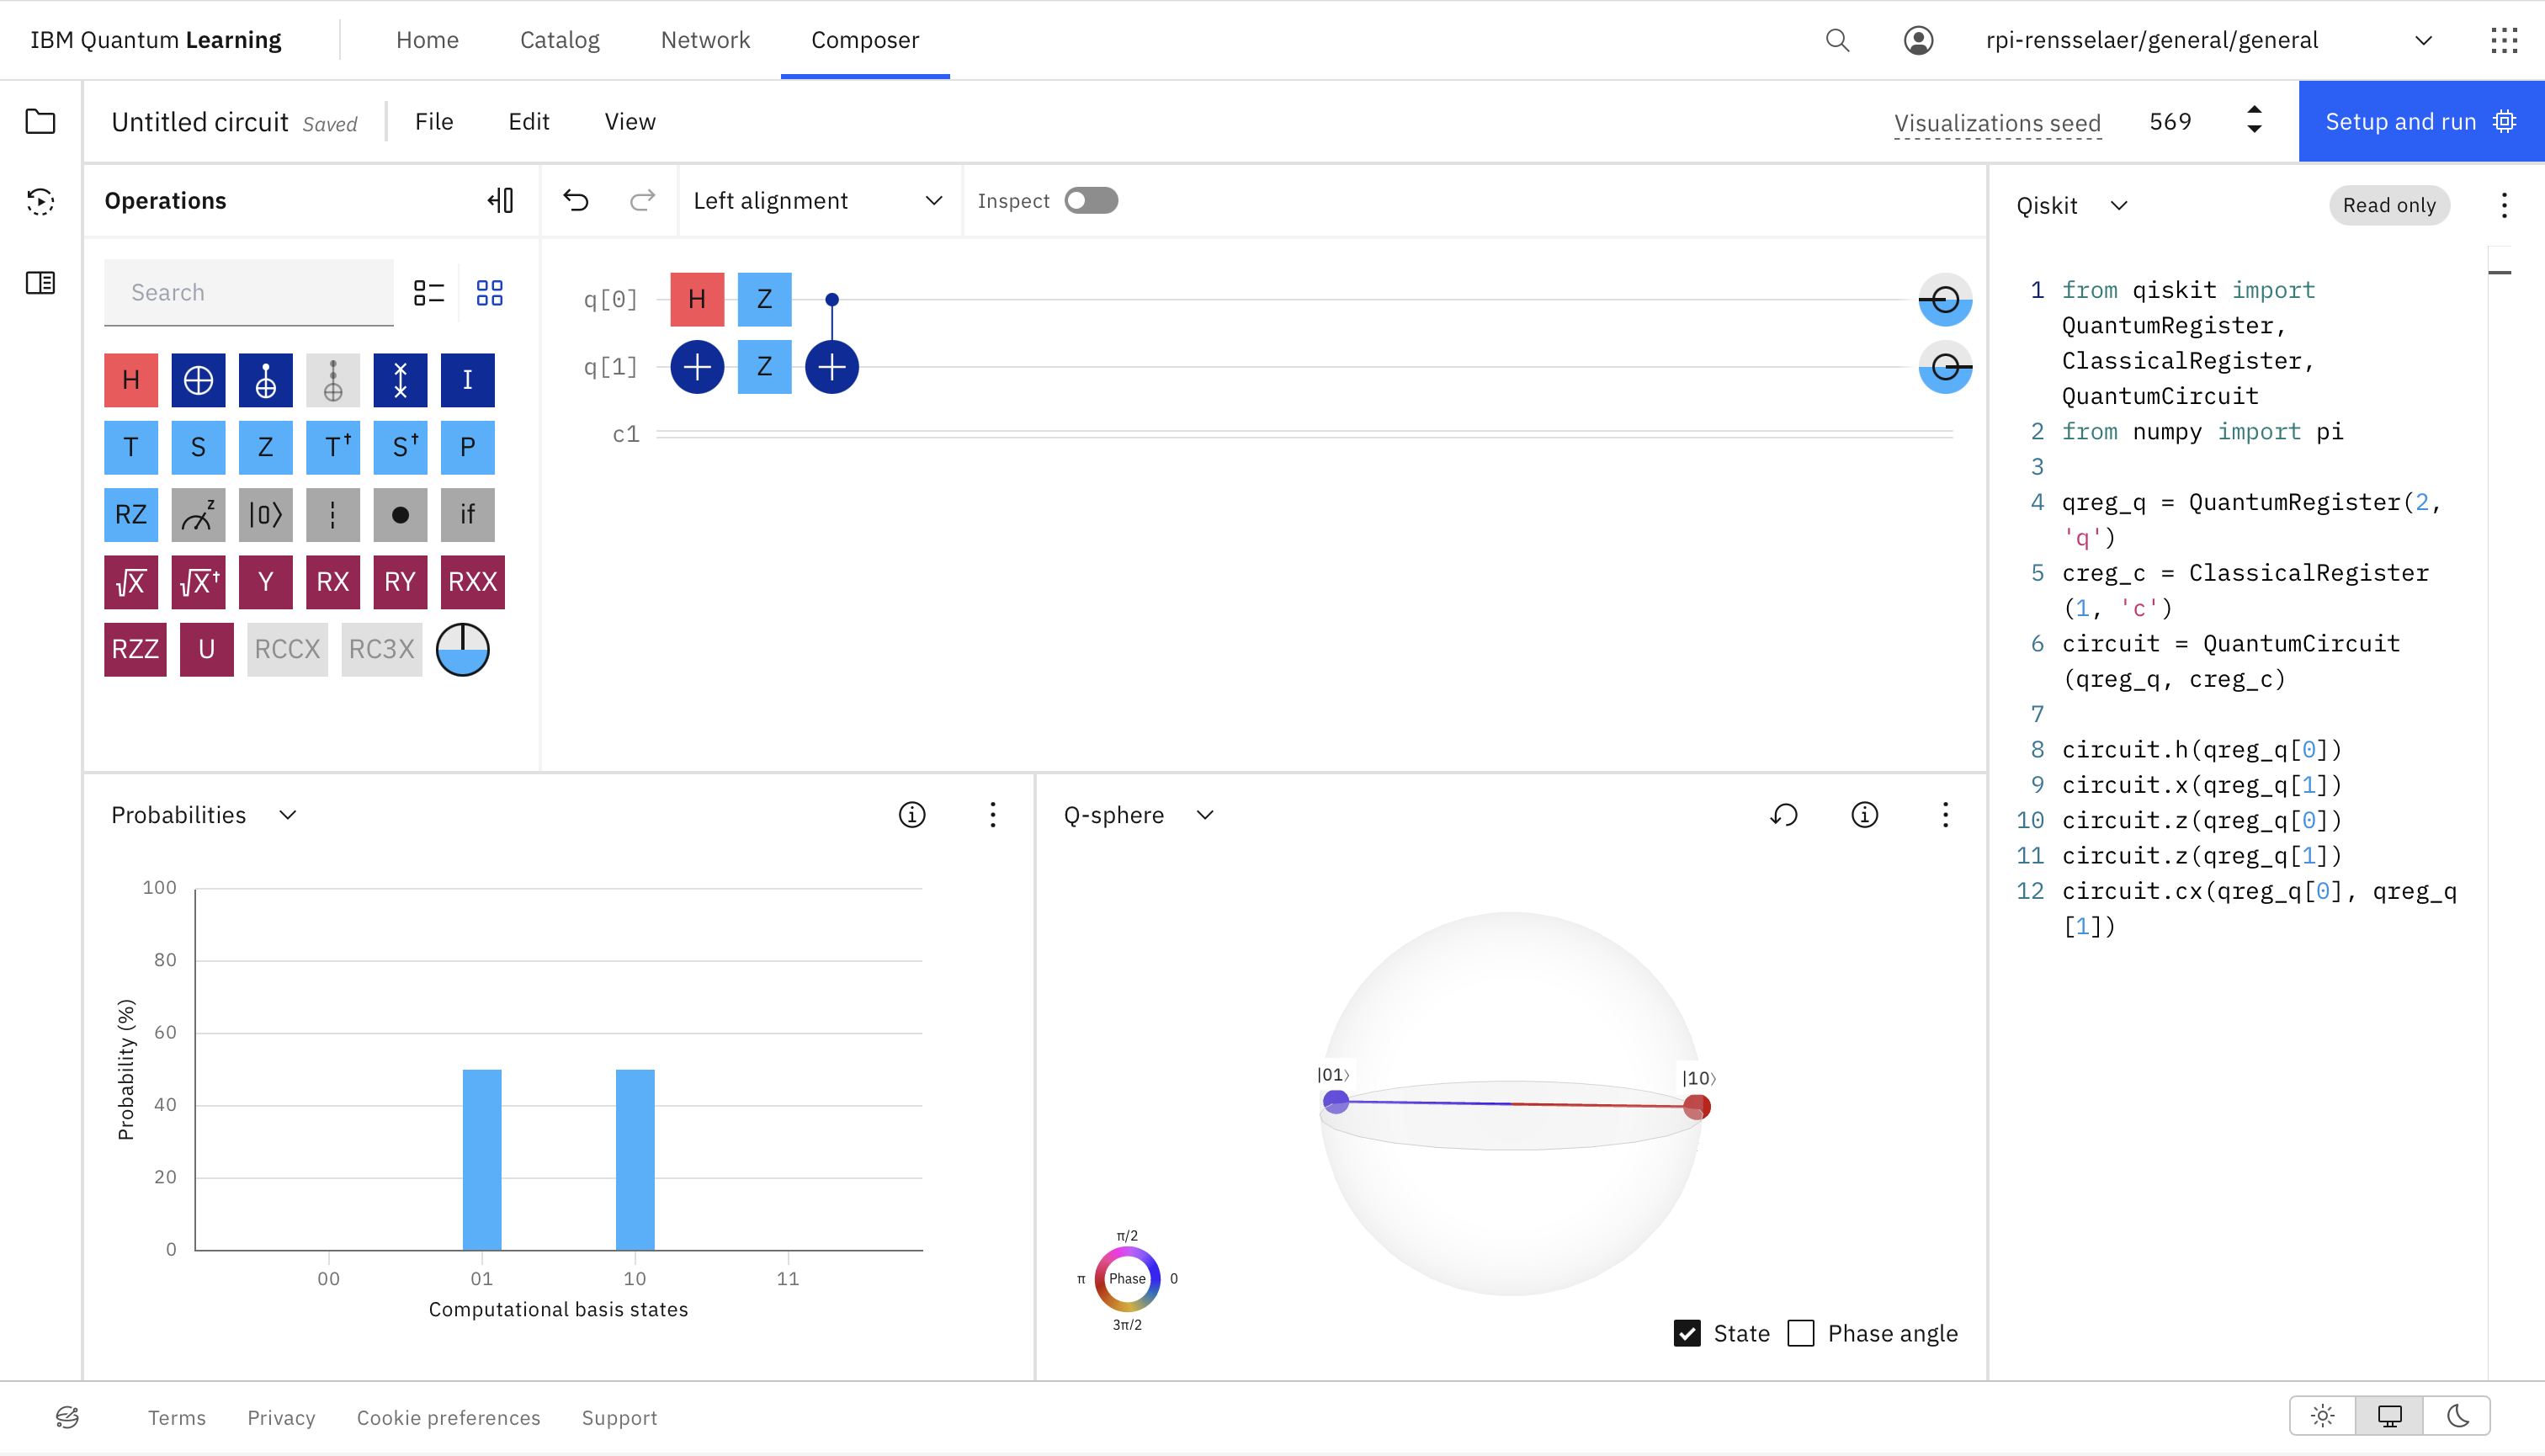 IBM Quantum Learning
Home
Catalog
Network
Composer
rpi-rensselaer/general/general
Untitled circuit Saved
File
Edit
View
Visualizations seed
569
Setup and run
Operations
Left alignment
Inspect
Qiskit
Read only
Search
H
I
T
S
Z
T†
S†
P
RZ
z
|0⟩
if
√X
√X†
Y
RX
RY
RXX
RZZ
U
RCCX
RC3X
q[0]
H
Z
q[1]
Z
c1
1 from qiskit import
QuantumRegister,
ClassicalRegister,
QuantumCircuit
2 from numpy import pi
3
4 qreg_q = QuantumRegister(2,
'q')
5 creg_c = ClassicalRegister
(1, 'c')
6 circuit = QuantumCircuit
(qreg_q, creg_c)
7
8 circuit.h(qreg_q[0])
9 circuit.x(qreg_q[1])
10 circuit.z(qreg_q[0])
11 circuit.z(qreg_q[1])
12 circuit.cx(qreg_q[0], qreg_q
[1])
Probabilities
Probability (%)
100
80
60
40
20
0
00
01
10
11
Computational basis states
Q-sphere
|01⟩
|10⟩
π/2
π
Phase
0
3π/2
State
Phase angle
Terms
Privacy
Cookie preferences
Support